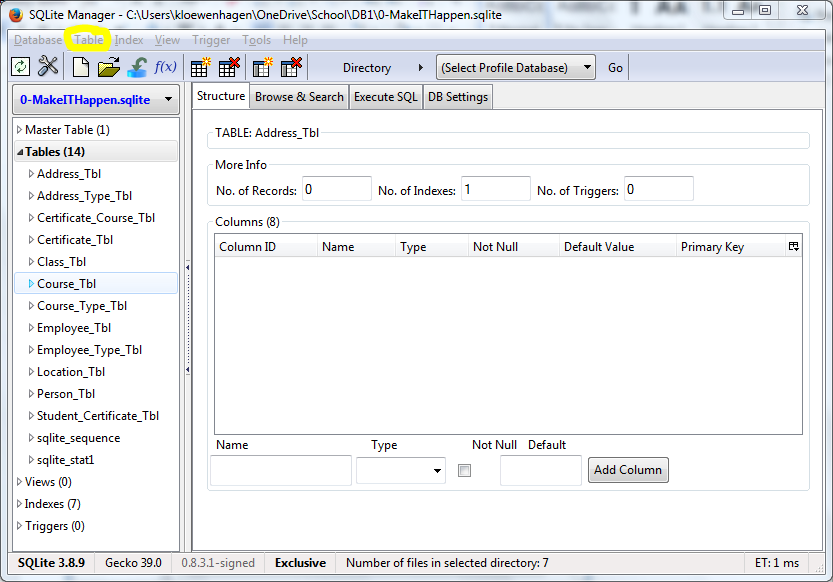 SQLite Manager - C:\Users\kloewenhagen\OneDrive\School\DB1\0-MakeITHappen.sqlite
Database Table Index View Trigger Tools Help
f(x) Directory (Select Profile Database) Go
0-MakeITHappen.sqlite
Master Table (1)
Tables (14)
Address_Tbl
Address_Type_Tbl
Certificate_Course_Tbl
Certificate_Tbl
Class_Tbl
Course_Tbl
Course_Type_Tbl
Employee_Tbl
Employee_Type_Tbl
Location_Tbl
Person_Tbl
Student_Certificate_Tbl
sqlite_sequence
sqlite_stat1
Views (0)
Indexes (7)
Triggers (0)
Structure Browse & Search Execute SQL DB Settings
TABLE: Address_Tbl
More Info
No. of Records: 0 No. of Indexes: 1 No. of Triggers: 0
Columns (8)
Column ID Name Type Not Null Default Value Primary Key
Name Type Not Null Default
Add Column
SQLite 3.8.9 Gecko 39.0 0.8.3.1-signed Exclusive Number of files in selected directory: 7 ET: 1 ms